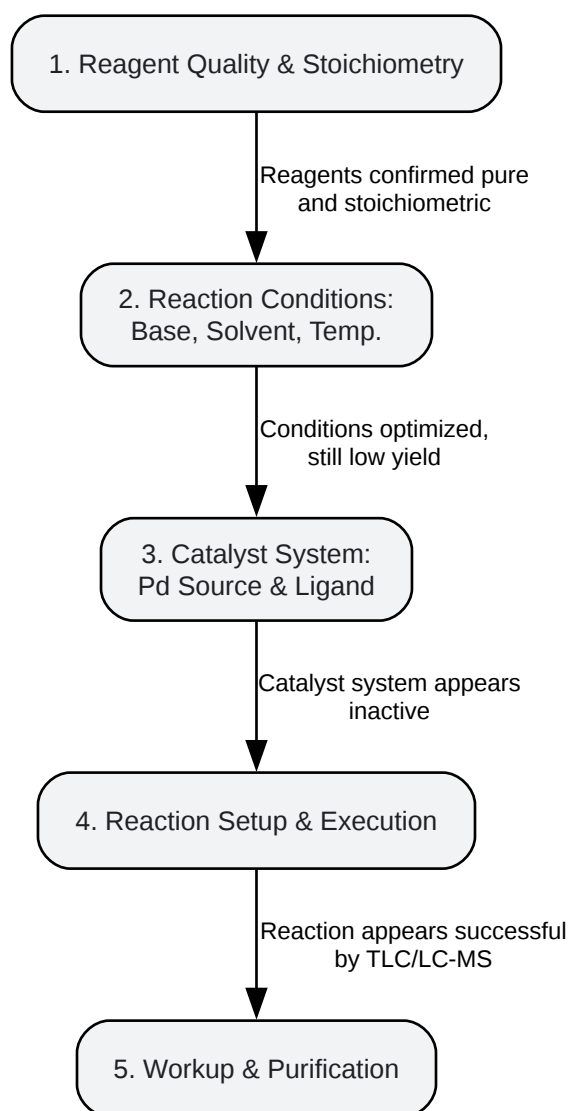 1. Reagent Quality & Stoichiometry
Reagents confirmed pure
and stoichiometric
2. Reaction Conditions:
Base, Solvent, Temp.
Conditions optimized,
still low yield
3. Catalyst System:
Pd Source & Ligand
Catalyst system appears
inactive
4. Reaction Setup & Execution
Reaction appears successful
by TLC/LC-MS
5. Workup & Purification